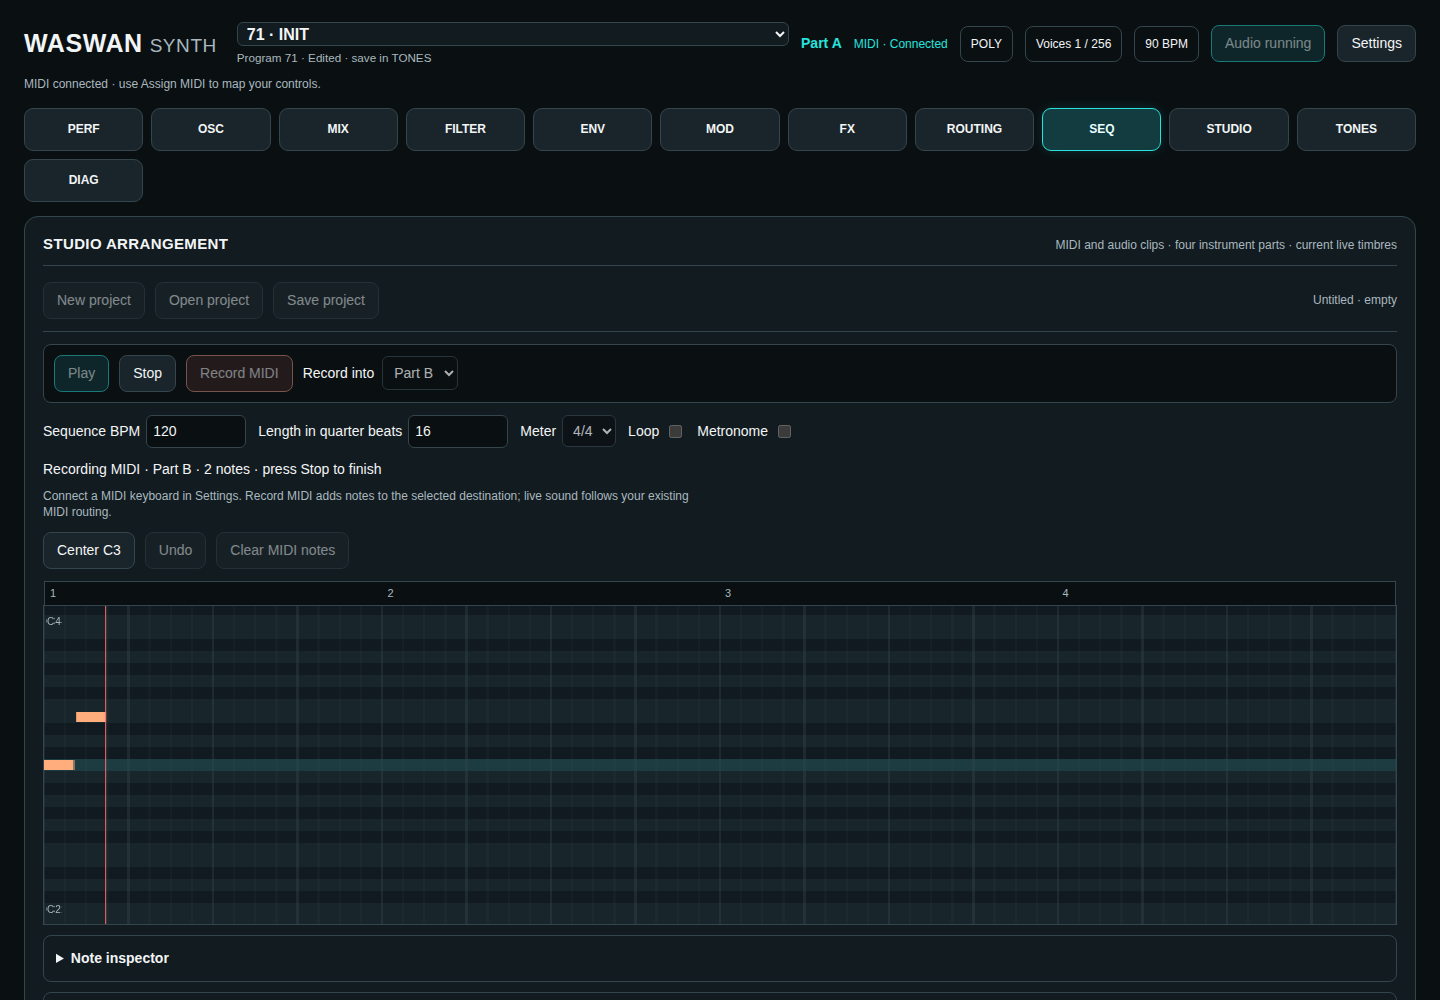 WASWAN SYNTH
71 · INIT
Program 71 · Edited · save in TONES
Part A
MIDI · Connected
POLY
Voices 1 / 256
90 BPM
Audio running
Settings
MIDI connected · use Assign MIDI to map your controls.
PERF
OSC
MIX
FILTER
ENV
MOD
FX
ROUTING
SEQ
STUDIO
TONES
DIAG
STUDIO ARRANGEMENT
MIDI and audio clips · four instrument parts · current live timbres
New project
Open project
Save project
Untitled · empty
Play
Stop
Record MIDI
Record into
Part B
Sequence BPM
120
Length in quarter beats
16
Meter
4/4
Loop
Metronome
Recording MIDI · Part B · 2 notes · press Stop to finish
Connect a MIDI keyboard in Settings. Record MIDI adds notes to the selected destination; live sound follows your existing
MIDI routing.
Center C3
Undo
Clear MIDI notes
1
2
3
4
C4
C2
Note inspector